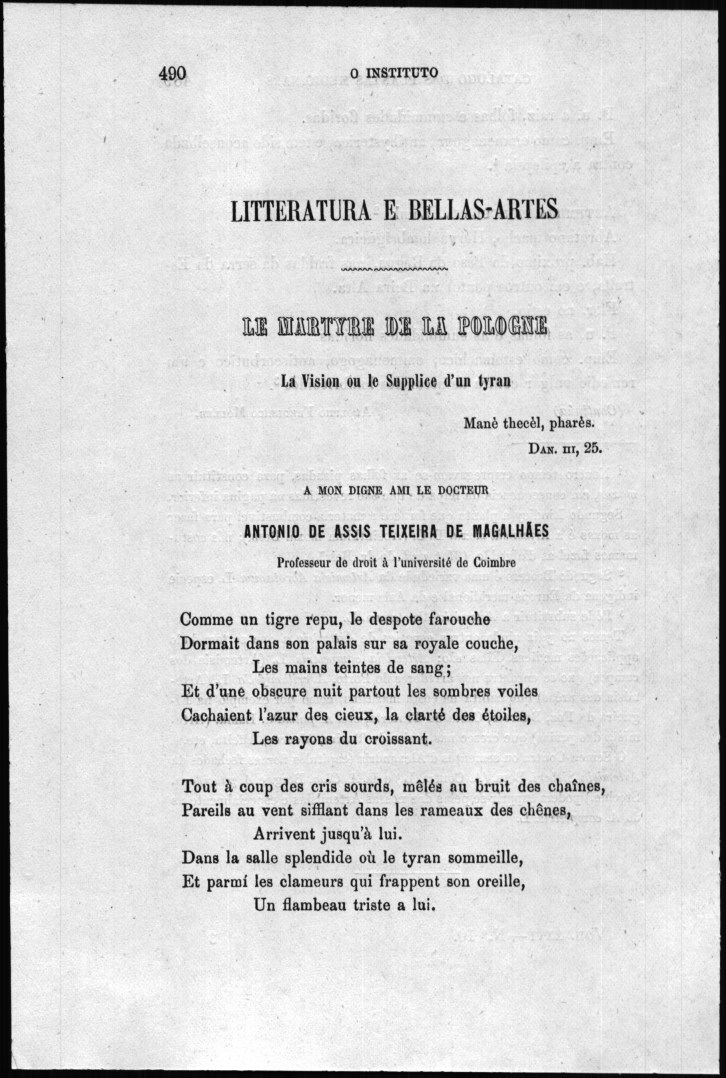 490
O INSTITUTO
LITTERATURA E BELLAS-ARTES
LE MARTYRE DE LA POLOGNE
La Vision ou le Supplice d'un tyran
Manè thecèl, pharès.
DAN. III, 25.
A MON DIGNE AMI LE DOCTEUR
ANTONIO DE ASSIS TEIXEIRA DE MAGALHÃES
Professeur de droit à l'université de Coimbre
Comme un tigre repu, le despote farouche
Dormait dans son palais sur sa royale couche,
Les mains teintes de sang;
Et d'une obscure nuit partout les sombres voiles
Cachaient l'azur des cieux, la clarté des étoiles,
Les rayons du croissant.
Tout à coup des cris sourds, mêlés au bruit des chaînes,
Pareils au vent sifflant dans les rameaux des chênes,
Arrivent jusqu'à lui.
Dans la salle splendide où le tyran sommeille,
Et parmí les clameurs qui frappent son oreille,
Un flambeau triste a lui.